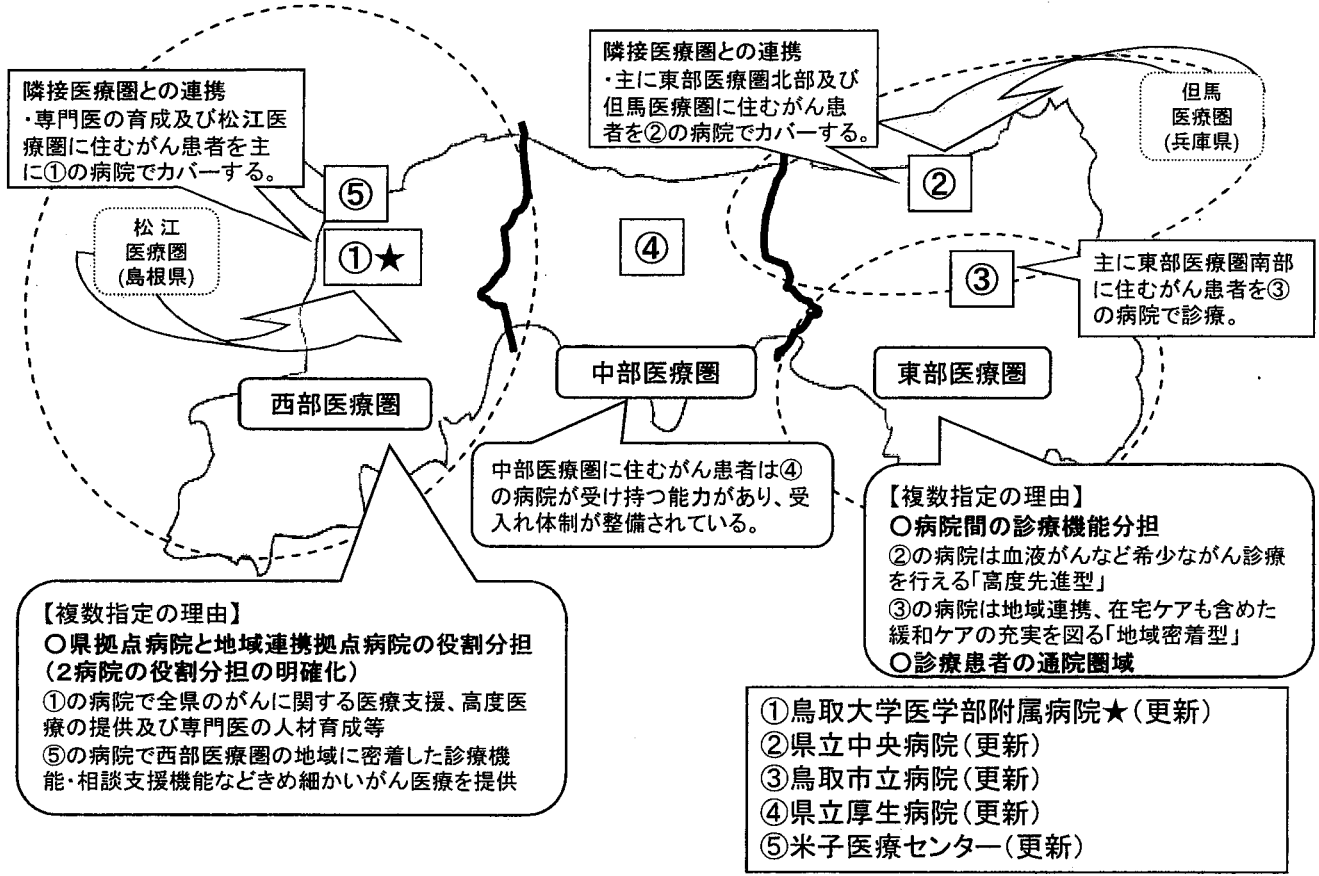 隣接医療圏との連携
・専門医の育成及び松江医
療圏に住むがん患者を主
に①の病院でカバーする。
隣接医療圏との連携
・主に東部医療圏北部及び
但馬医療圏に住むがん患
者を②の病院でカバーする。
但馬
医療圏
(兵庫県)
松江
医療圏
(島根県)
⑤
①★
④
②
③
主に東部医療圏南部
に住むがん患者を③
の病院で診療。
西部医療圏
中部医療圏
東部医療圏
中部医療圏に住むがん患者は④
の病院が受け持つ能力があり、受
入れ体制が整備されている。
【複数指定の理由】
○病院間の診療機能分担
②の病院は血液がんなど希少ながん診療
を行える「高度先進型」
③の病院は地域連携、在宅ケアも含めた
緩和ケアの充実を図る「地域密着型」
○診療患者の通院圏域
【複数指定の理由】
○県拠点病院と地域連携拠点病院の役割分担
(2病院の役割分担の明確化)
①の病院で全県のがんに関する医療支援、高度医
療の提供及び専門医の人材育成等
⑤の病院で西部医療圏の地域に密着した診療機
能・相談支援機能などきめ細かいがん医療を提供
①鳥取大学医学部附属病院★(更新)
②県立中央病院(更新)
③鳥取市立病院(更新)
④県立厚生病院(更新)
⑤米子医療センター(更新)